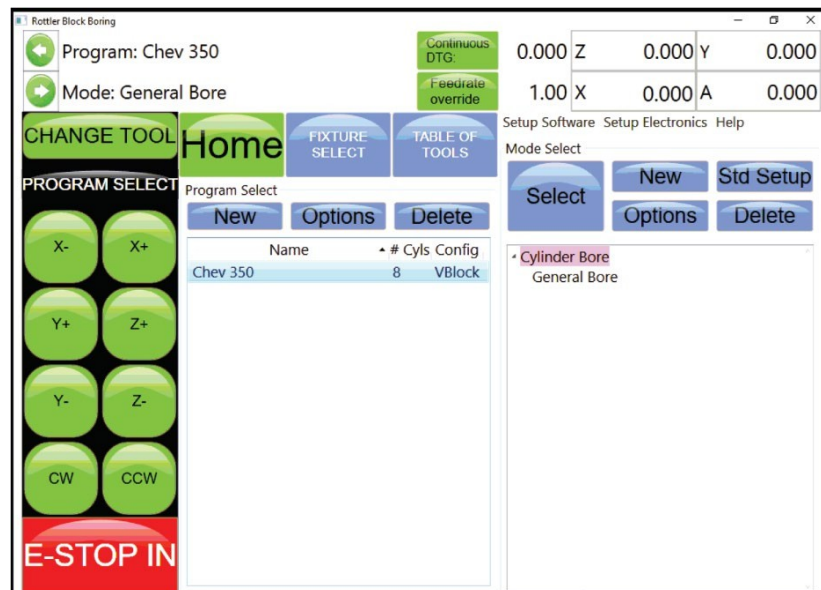 Rottler Block Boring
Program: Chev 350
Continuous DTG:
0.000 Z 0.000 Y 0.000
Mode: General Bore
Feedrate override
1.00 X 0.000 A 0.000
CHANGE TOOL
Home
FIXTURE SELECT
TABLE OF TOOLS
Setup Software Setup Electronics Help
Mode Select
PROGRAM SELECT
Program Select
Select
New
Std Setup
Options
Delete
New
Options
Delete
Name # Cyls Config
Chev 350 8 VBlock
Cylinder Bore
General Bore
X- X+
Y+ Z+
Y- Z-
CW CCW
E-STOP IN